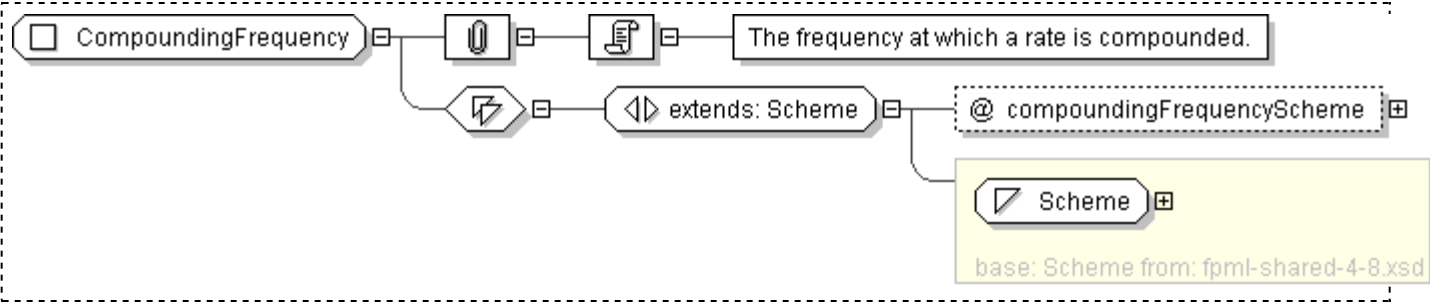 CompoundingFrequency
The frequency at which a rate is compounded.
extends: Scheme
@ compoundingFrequencyScheme
Scheme
base: Scheme from: fpml-shared-4-8.xsd